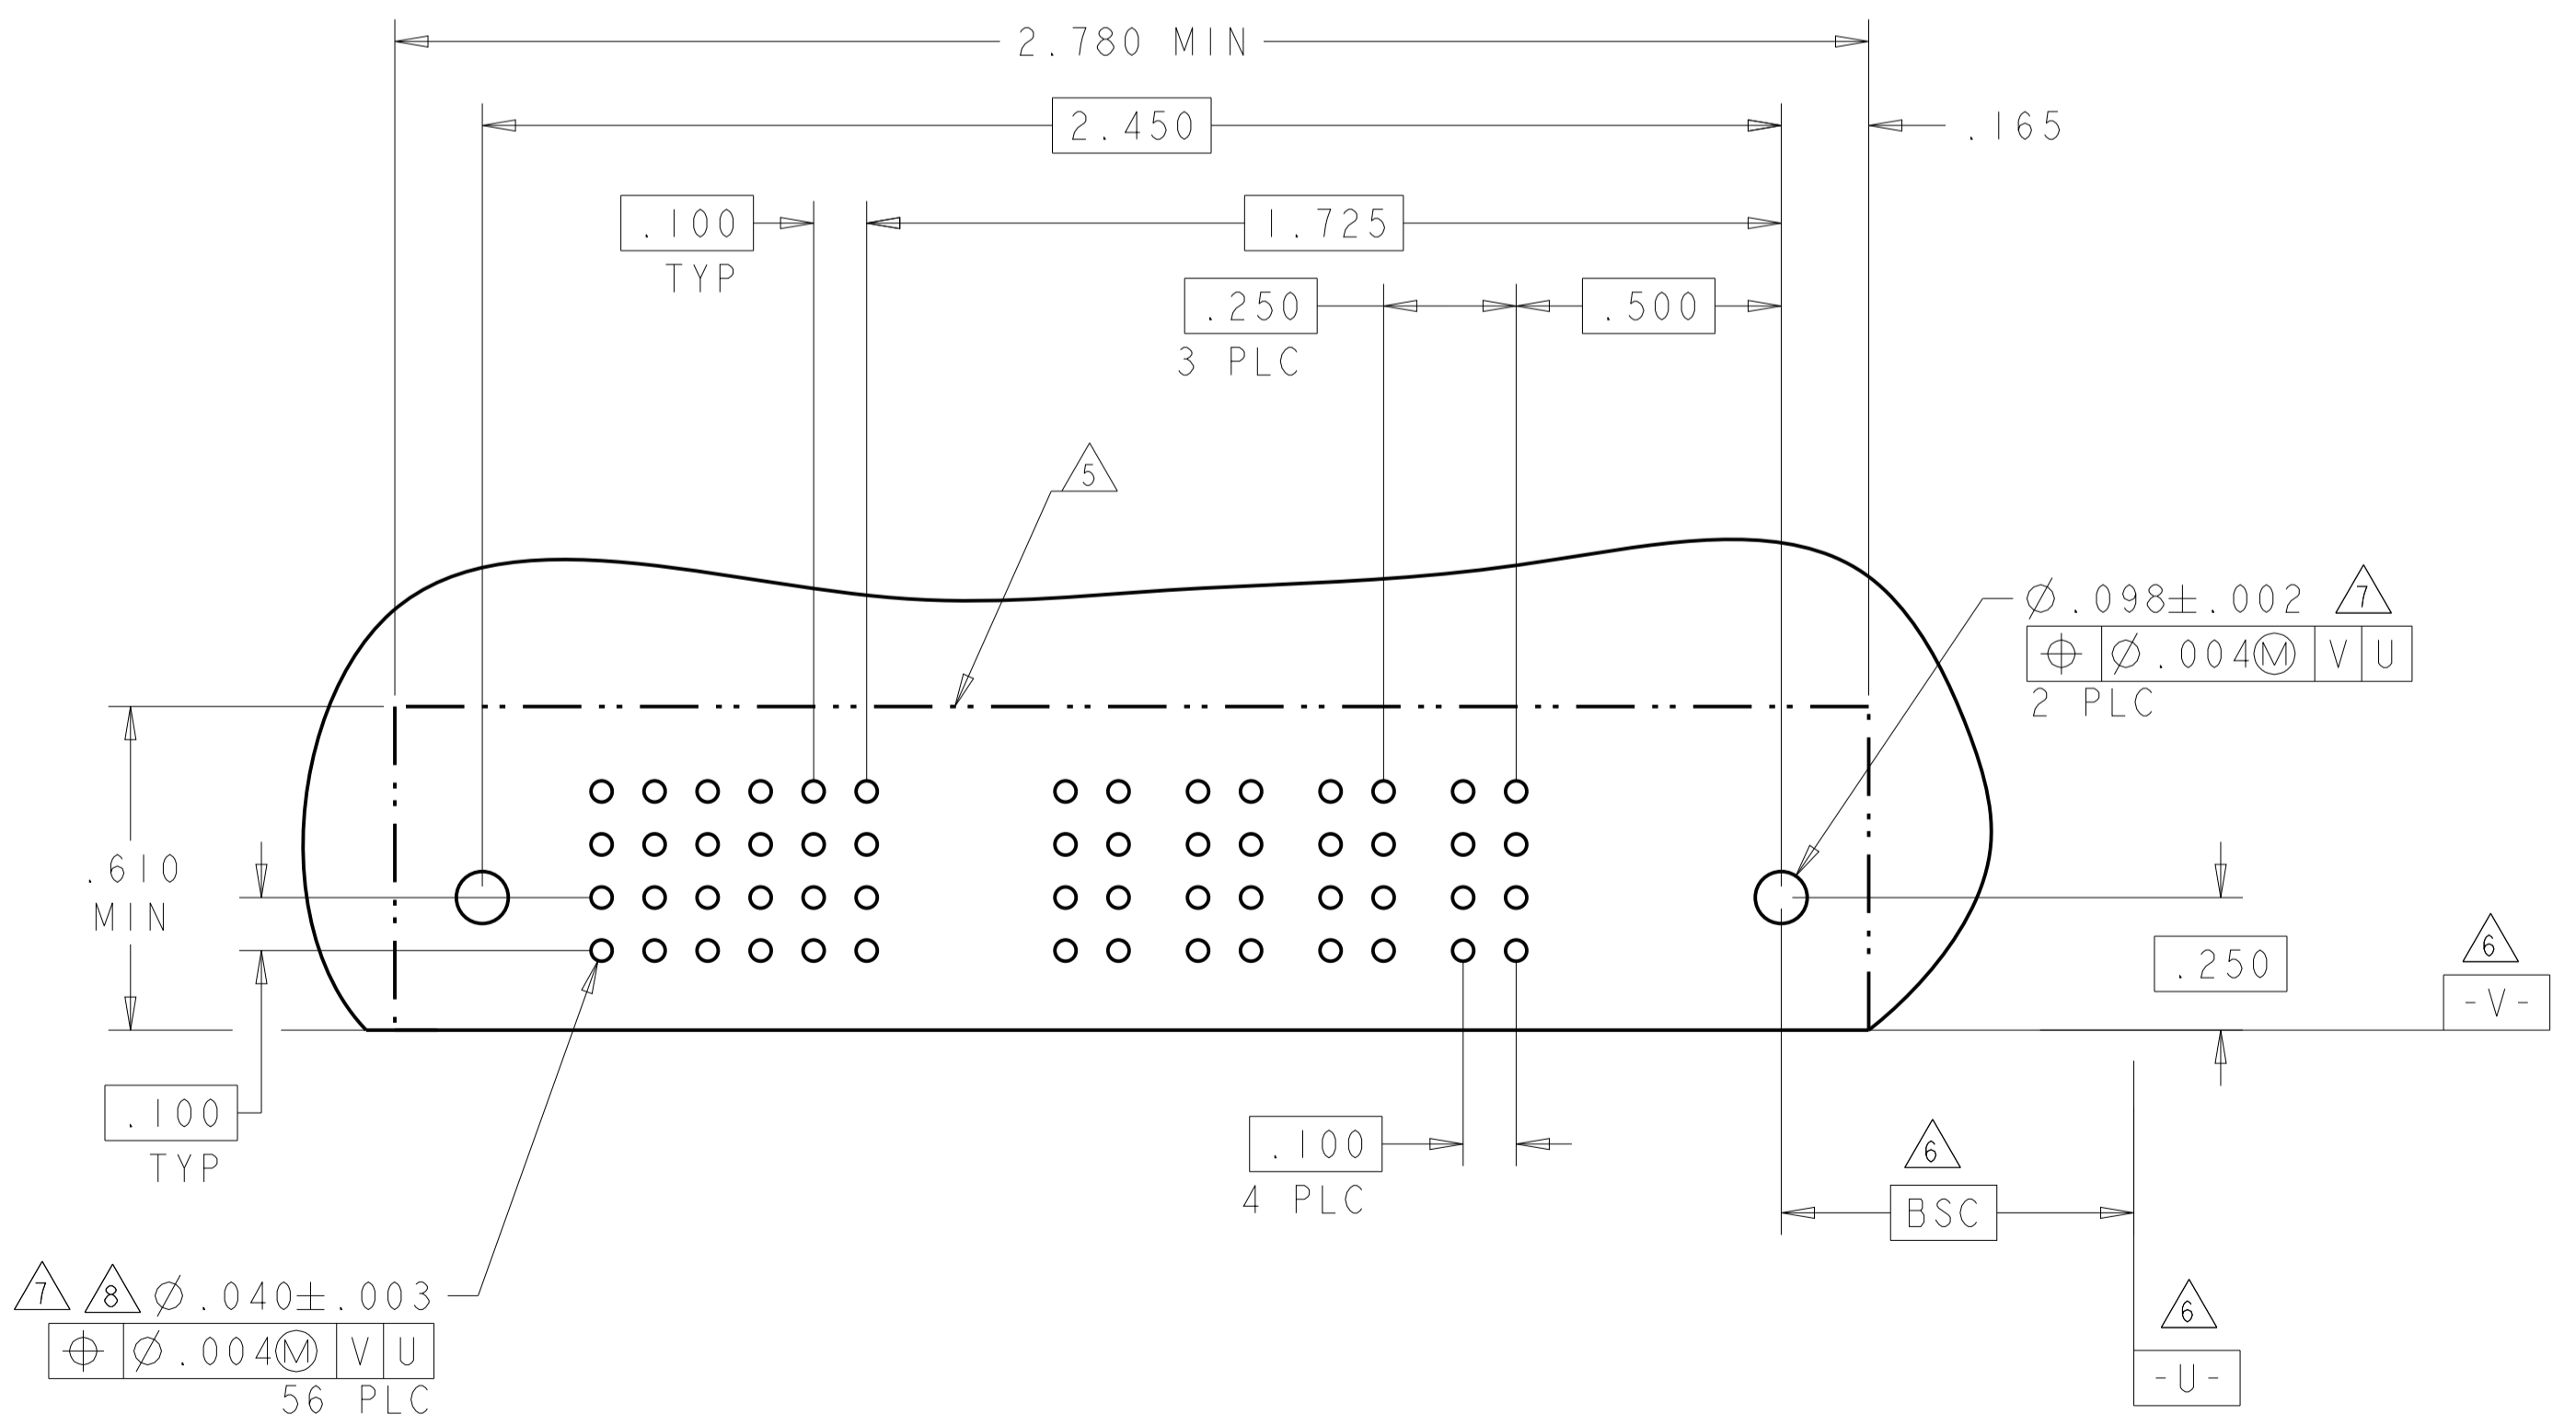 2.780 MIN
2.450
.165
.100
TYP
1.725
.250
3 PLC
.500
5
Ø.098±.002 7
⌖ Ø.004Ⓜ V U
2 PLC
.610
MIN
.250
6
-V-
.100
TYP
.100
4 PLC
6
BSC
7 8 Ø.040±.003
⌖ Ø.004Ⓜ V U
56 PLC
6
-U-